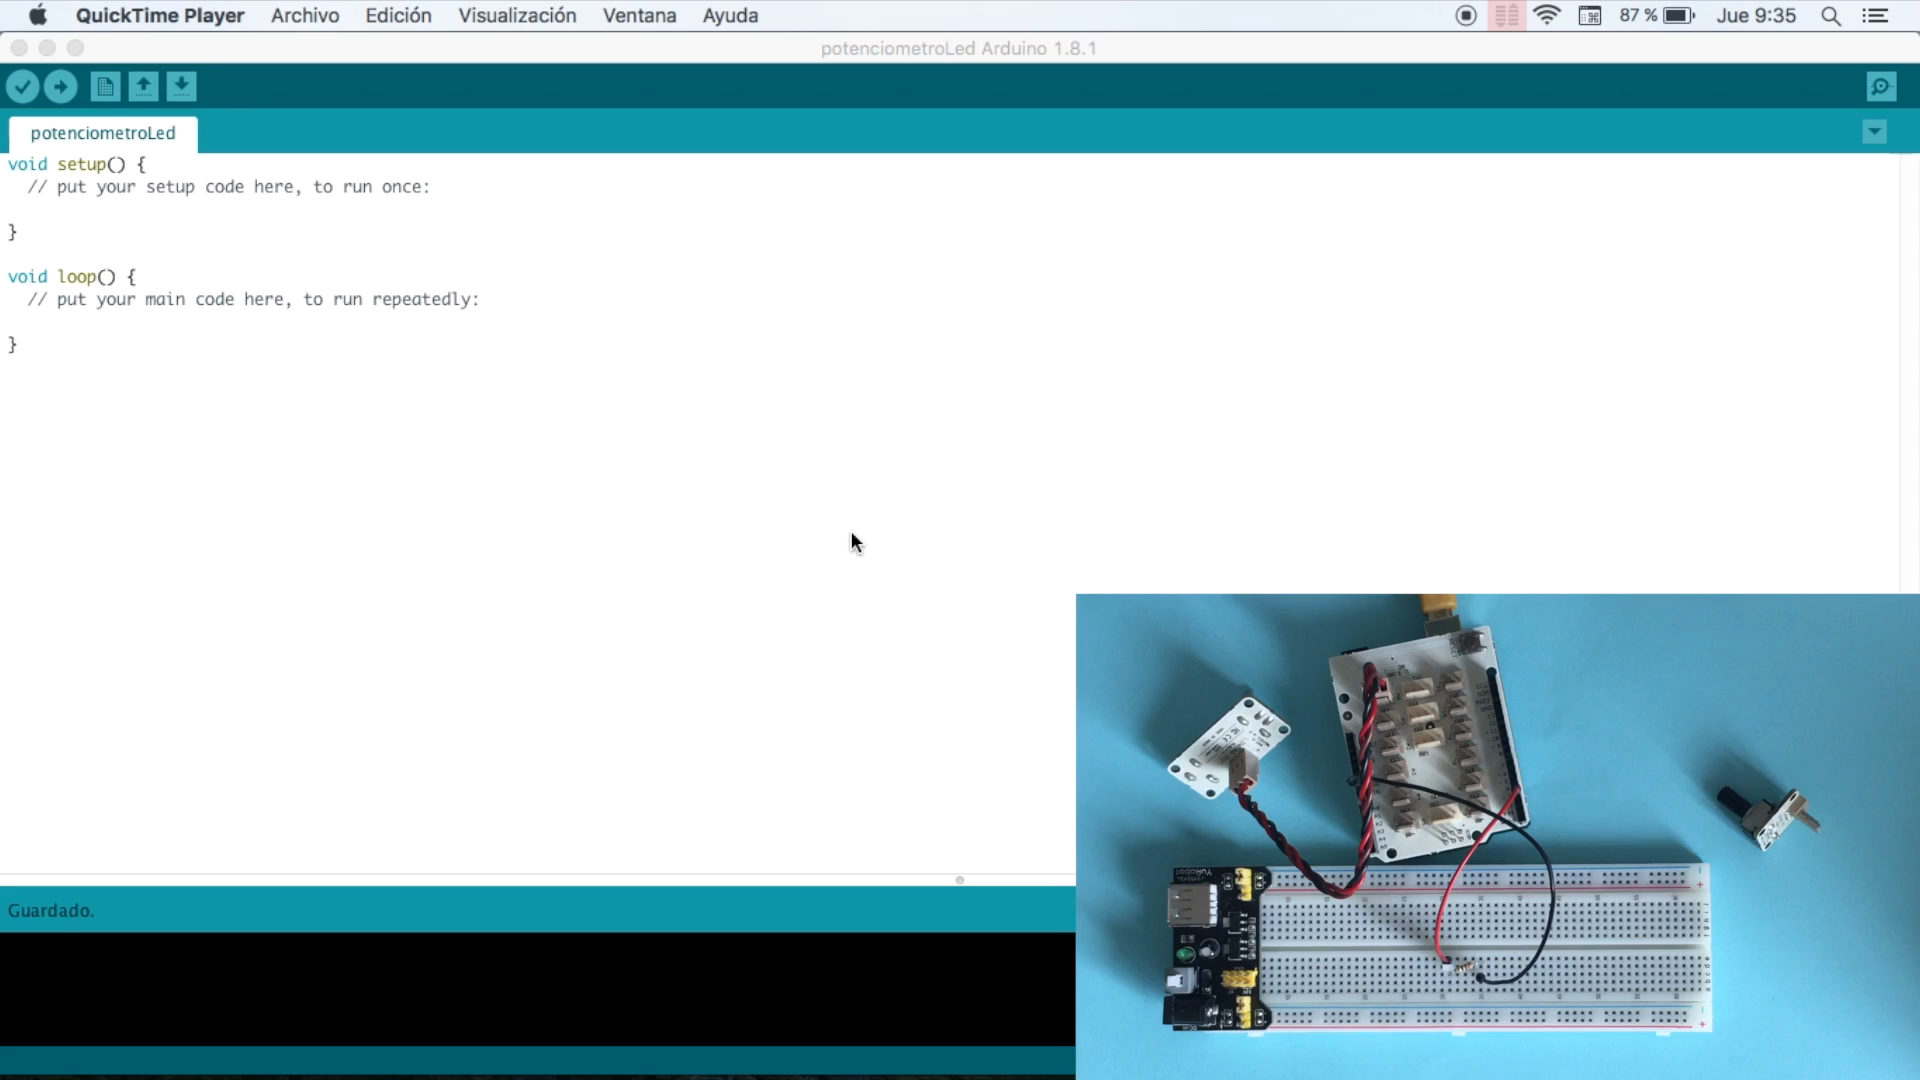 QuickTime Player Archivo Edición Visualización Ventana Ayuda 87 % Jue 9:35
potenciometroLed Arduino 1.8.1
potenciometroLed
void setup() {
// put your setup code here, to run once:
}
void loop() {
// put your main code here, to run repeatedly:
}
Guardado.
YuRobot